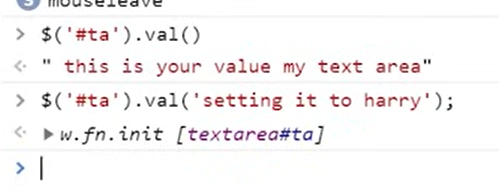 3 mouseleave
> $('#ta').val()
<· " this is your value my text area"
> $('#ta').val('setting it to harry');
<· ▶ w.fn.init [textarea#ta]
>